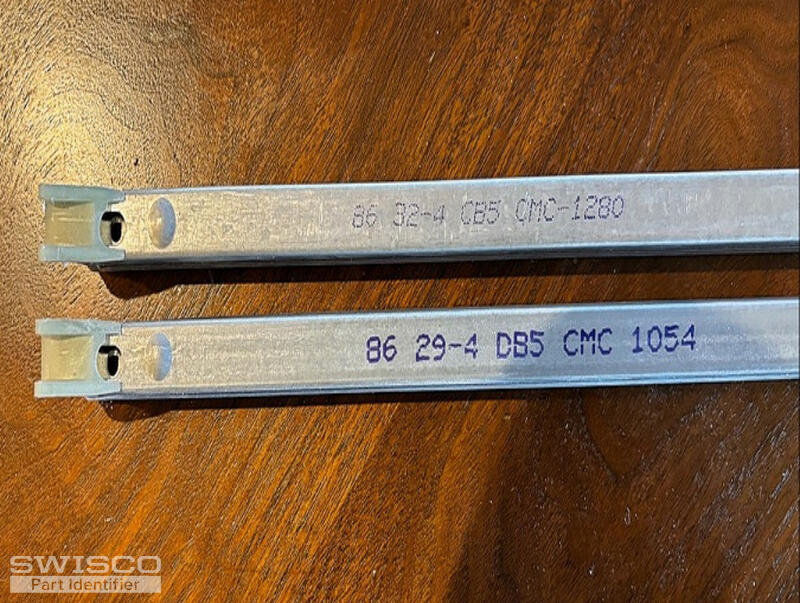 86 32-4 CB5 CMC-1280
86 29-4 DB5 CMC 1054
SWISCO
Part Identifier